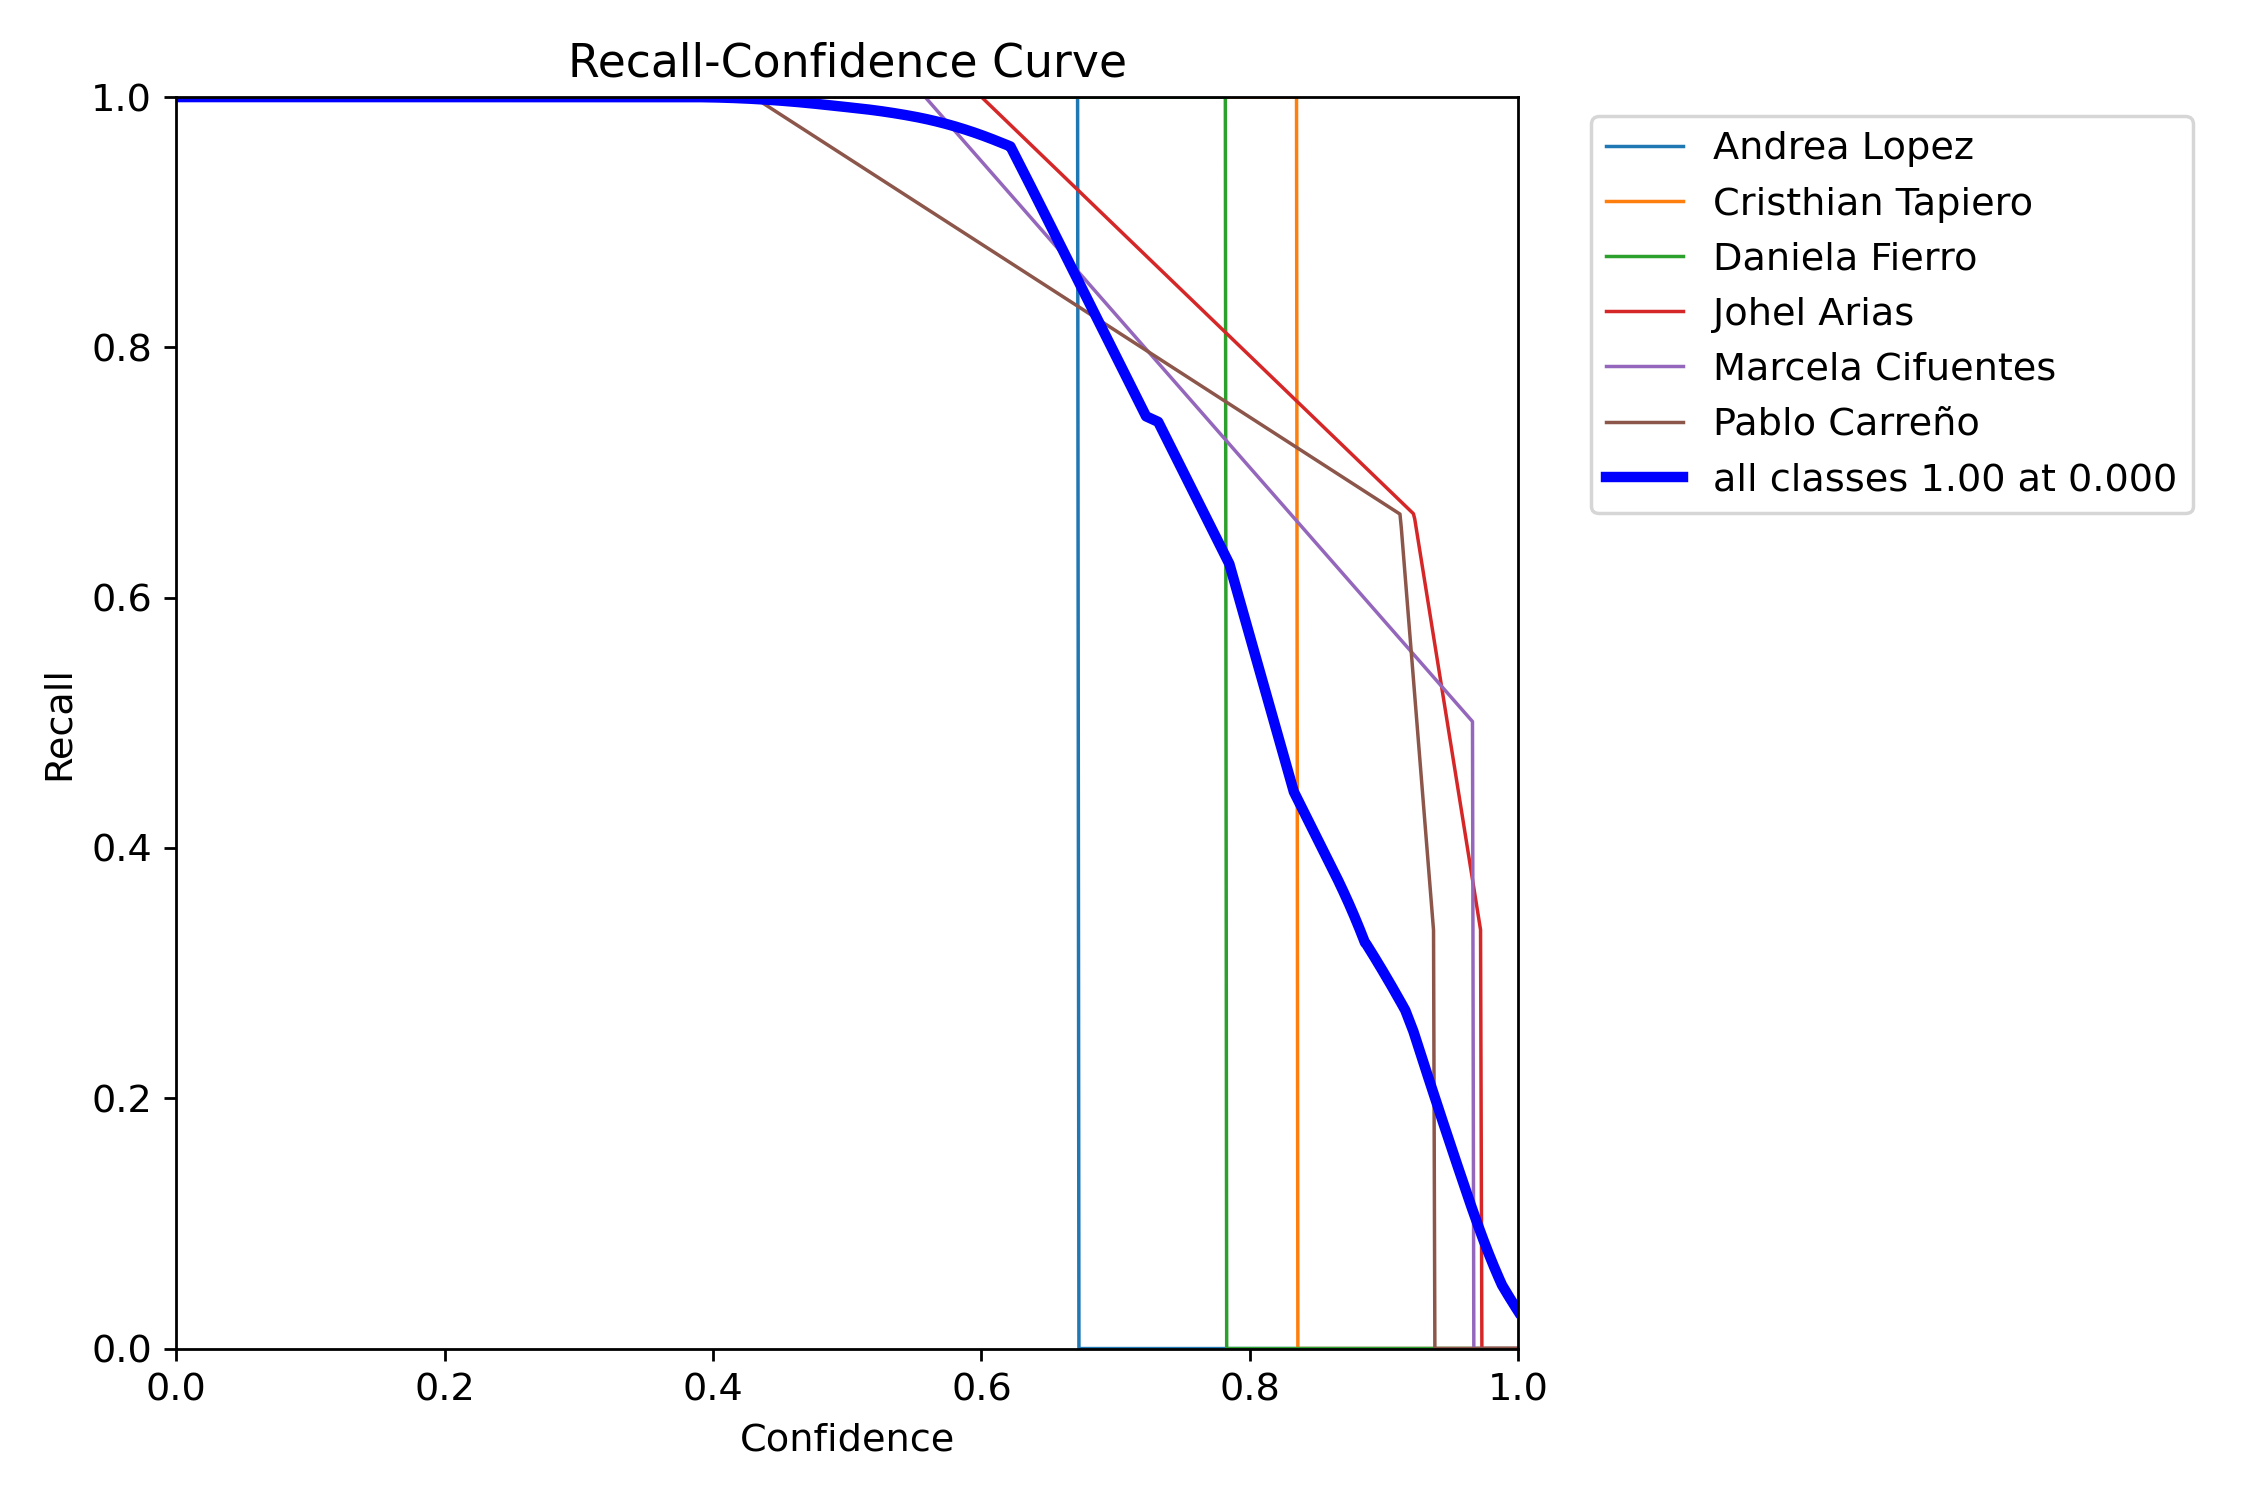 Recall-Confidence Curve
1.0
0.8
0.6
0.4
0.2
0.0
Recall
0.0 0.2 0.4 0.6 0.8 1.0
Confidence
Andrea Lopez
Cristhian Tapiero
Daniela Fierro
Johel Arias
Marcela Cifuentes
Pablo Carreño
all classes 1.00 at 0.000